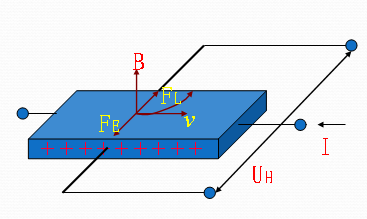 B
FL
FE
v
+ + + + + + + + +
I
UH